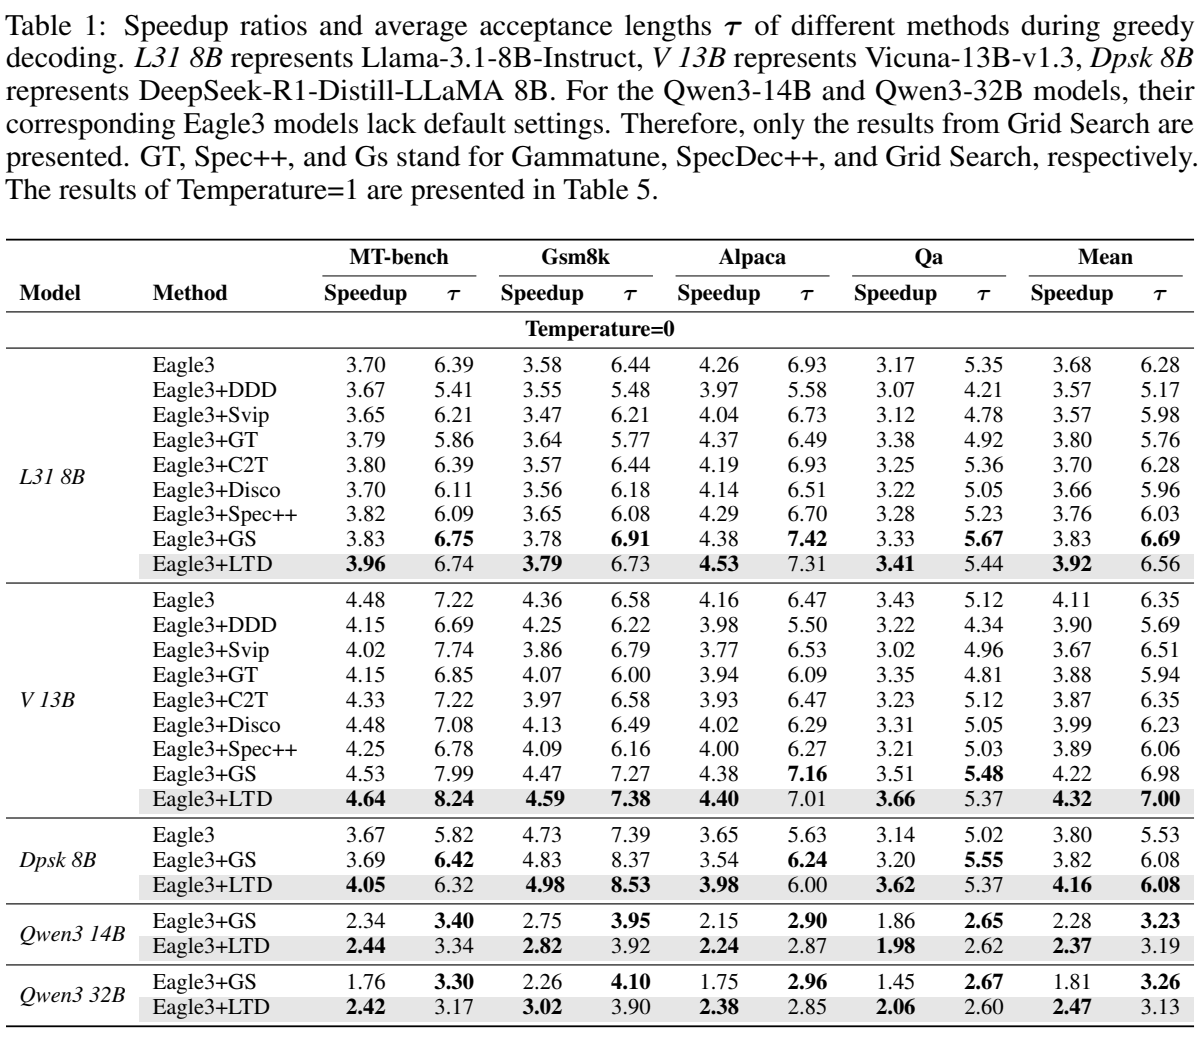 Table 1: Speedup ratios and average acceptance lengths τ of different methods during greedy
decoding. L31 8B represents Llama-3.1-8B-Instruct, V 13B represents Vicuna-13B-v1.3, Dpsk 8B
represents DeepSeek-R1-Distill-LLaMA 8B. For the Qwen3-14B and Qwen3-32B models, their
corresponding Eagle3 models lack default settings. Therefore, only the results from Grid Search are
presented. GT, Spec++, and Gs stand for Gammatune, SpecDec++, and Grid Search, respectively.
The results of Temperature=1 are presented in Table 5.
MT-bench Gsm8k Alpaca Qa Mean
Model Method Speedup τ Speedup τ Speedup τ Speedup τ Speedup τ
Temperature=0
Eagle3 3.70 6.39 3.58 6.44 4.26 6.93 3.17 5.35 3.68 6.28
Eagle3+DDD 3.67 5.41 3.55 5.48 3.97 5.58 3.07 4.21 3.57 5.17
Eagle3+Svip 3.65 6.21 3.47 6.21 4.04 6.73 3.12 4.78 3.57 5.98
Eagle3+GT 3.79 5.86 3.64 5.77 4.37 6.49 3.38 4.92 3.80 5.76
L31 8B Eagle3+C2T 3.80 6.39 3.57 6.44 4.19 6.93 3.25 5.36 3.70 6.28
Eagle3+Disco 3.70 6.11 3.56 6.18 4.14 6.51 3.22 5.05 3.66 5.96
Eagle3+Spec++ 3.82 6.09 3.65 6.08 4.29 6.70 3.28 5.23 3.76 6.03
Eagle3+GS 3.83 6.75 3.78 6.91 4.38 7.42 3.33 5.67 3.83 6.69
Eagle3+LTD 3.96 6.74 3.79 6.73 4.53 7.31 3.41 5.44 3.92 6.56
Eagle3 4.48 7.22 4.36 6.58 4.16 6.47 3.43 5.12 4.11 6.35
Eagle3+DDD 4.15 6.69 4.25 6.22 3.98 5.50 3.22 4.34 3.90 5.69
Eagle3+Svip 4.02 7.74 3.86 6.79 3.77 6.53 3.02 4.96 3.67 6.51
Eagle3+GT 4.15 6.85 4.07 6.00 3.94 6.09 3.35 4.81 3.88 5.94
V 13B Eagle3+C2T 4.33 7.22 3.97 6.58 3.93 6.47 3.23 5.12 3.87 6.35
Eagle3+Disco 4.48 7.08 4.13 6.49 4.02 6.29 3.31 5.05 3.99 6.23
Eagle3+Spec++ 4.25 6.78 4.09 6.16 4.00 6.27 3.21 5.03 3.89 6.06
Eagle3+GS 4.53 7.99 4.47 7.27 4.38 7.16 3.51 5.48 4.22 6.98
Eagle3+LTD 4.64 8.24 4.59 7.38 4.40 7.01 3.66 5.37 4.32 7.00
Eagle3 3.67 5.82 4.73 7.39 3.65 5.63 3.14 5.02 3.80 5.53
Dpsk 8B Eagle3+GS 3.69 6.42 4.83 8.37 3.54 6.24 3.20 5.55 3.82 6.08
Eagle3+LTD 4.05 6.32 4.98 8.53 3.98 6.00 3.62 5.37 4.16 6.08
Qwen3 14B Eagle3+GS 2.34 3.40 2.75 3.95 2.15 2.90 1.86 2.65 2.28 3.23
Eagle3+LTD 2.44 3.34 2.82 3.92 2.24 2.87 1.98 2.62 2.37 3.19
Qwen3 32B Eagle3+GS 1.76 3.30 2.26 4.10 1.75 2.96 1.45 2.67 1.81 3.26
Eagle3+LTD 2.42 3.17 3.02 3.90 2.38 2.85 2.06 2.60 2.47 3.13